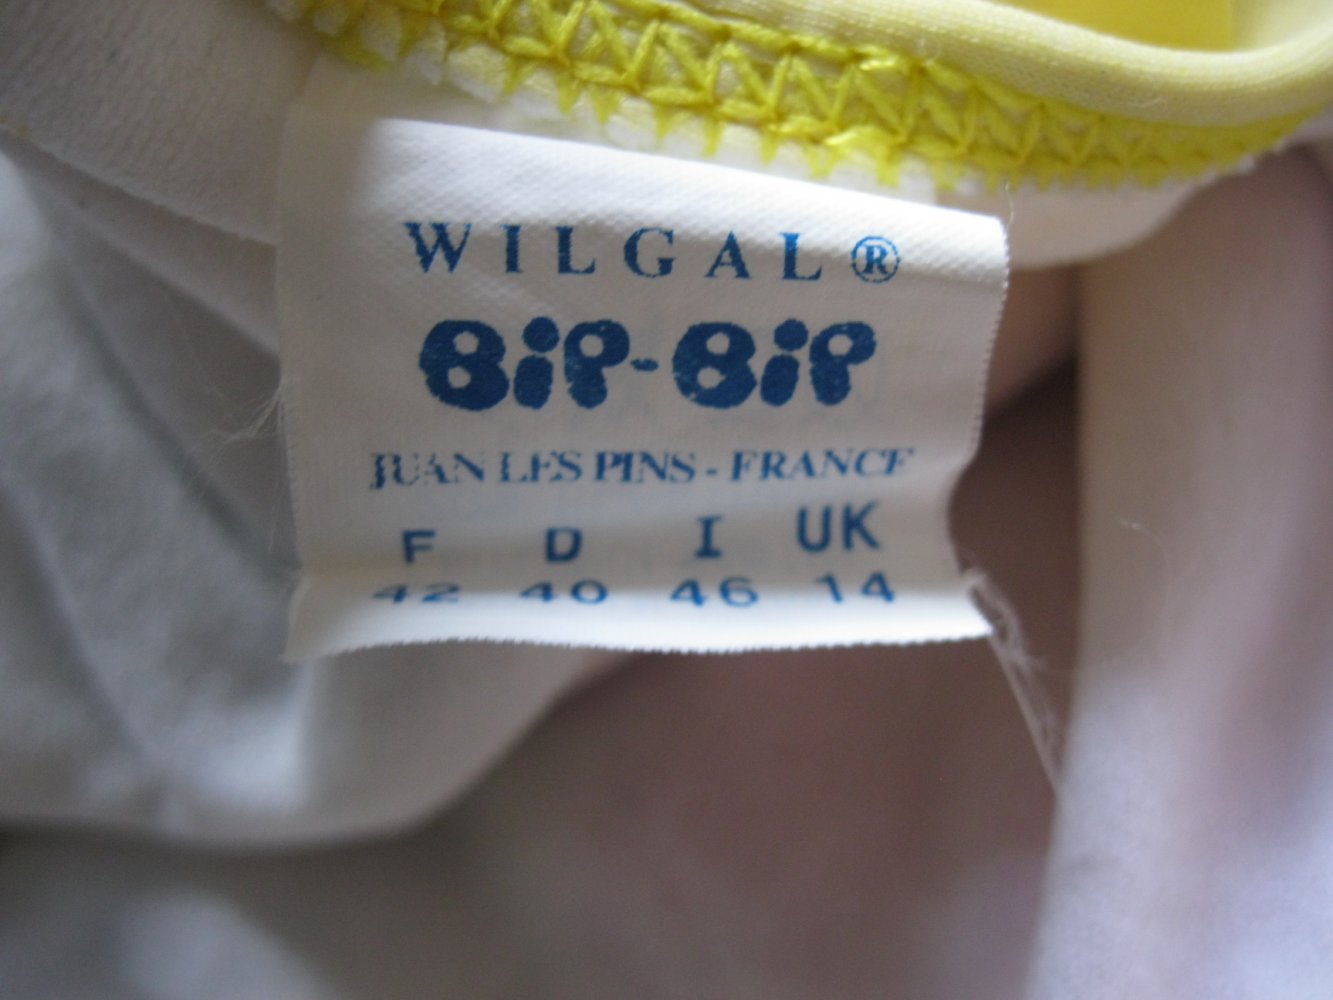 WILGAL®
BiP-BiP
JUAN LES PINS - FRANCE
F D I UK
42 40 46 14